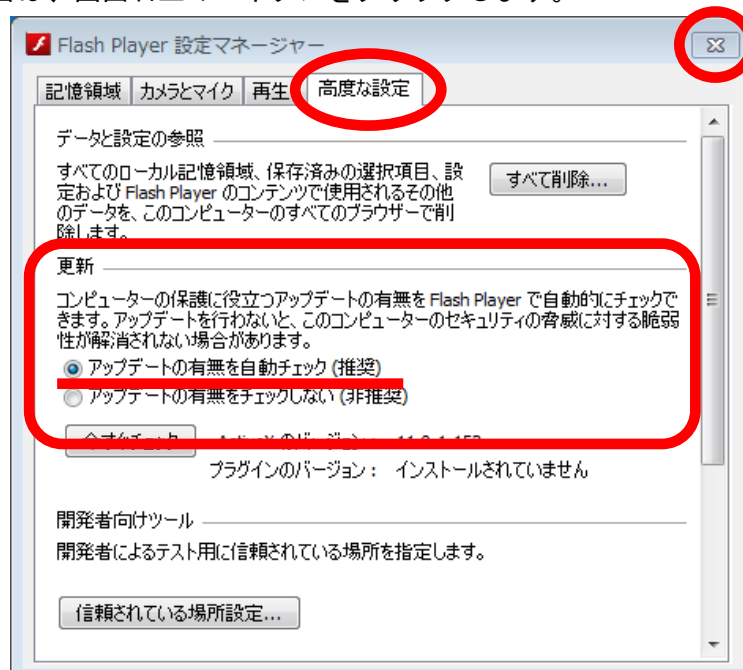 Flash Player 設定マネージャー
記憶領域 カメラとマイク 再生 高度な設定
データと設定の参照
すべてのローカル記憶領域、保存済みの選択項目、設
定および Flash Player のコンテンツで使用されるその他
のデータを、このコンピューターのすべてのブラウザーで削
除します。
すべて削除...
更新
コンピューターの保護に役立つアップデートの有無を Flash Player で自動的にチェックで
きます。アップデートを行わないと、このコンピューターのセキュリティの脅威に対する脆弱
性が解消されない場合があります。
アップデートの有無を自動チェック (推奨)
アップデートの有無をチェックしない (非推奨)
今すぐチェック ActiveX のバージョン :
プラグインのバージョン : インストールされていません
開発者向けツール
開発者によるテスト用に信頼されている場所を指定します。
信頼されている場所設定...